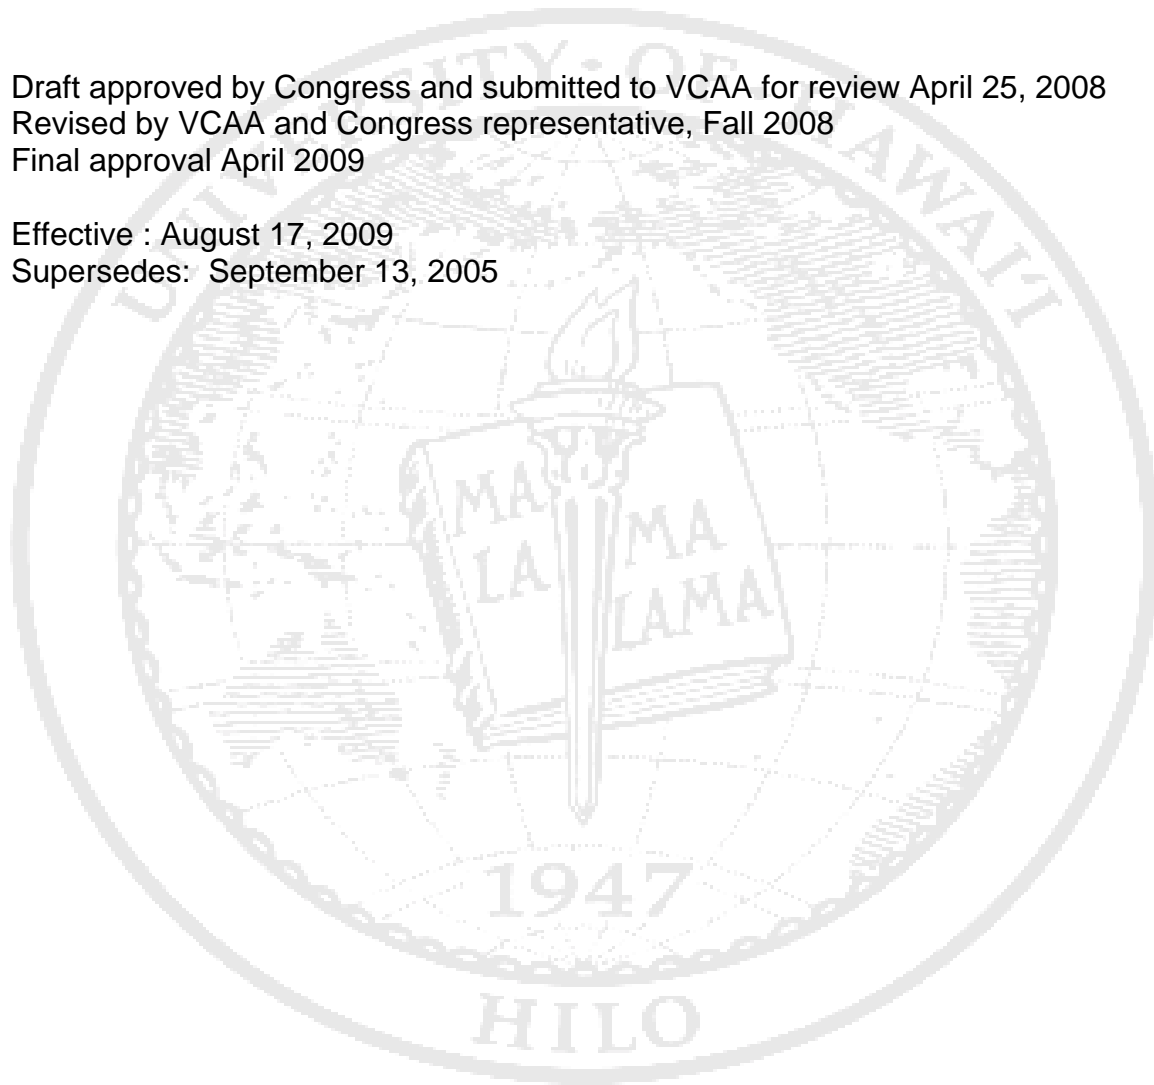 Draft approved by Congress and submitted to VCAA for review April 25, 2008
Revised by VCAA and Congress representative, Fall 2008
Final approval April 2009
Effective : August 17, 2009
Supersedes:  September 13, 2005
UNIVERSITY · OF HAWAI‘I
MA
LA
MA
LAMA
1947
HILO